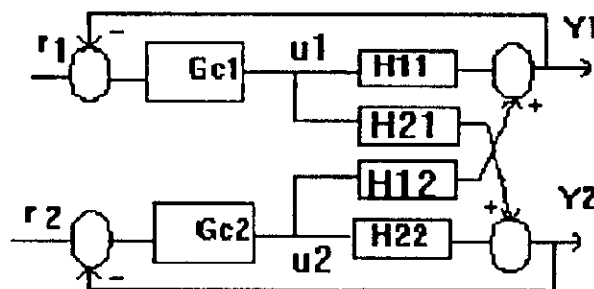 r1 - Gc1 u1 H11 Y1
+
H21
H12
r2 Gc2 u2 H22 + Y2
-